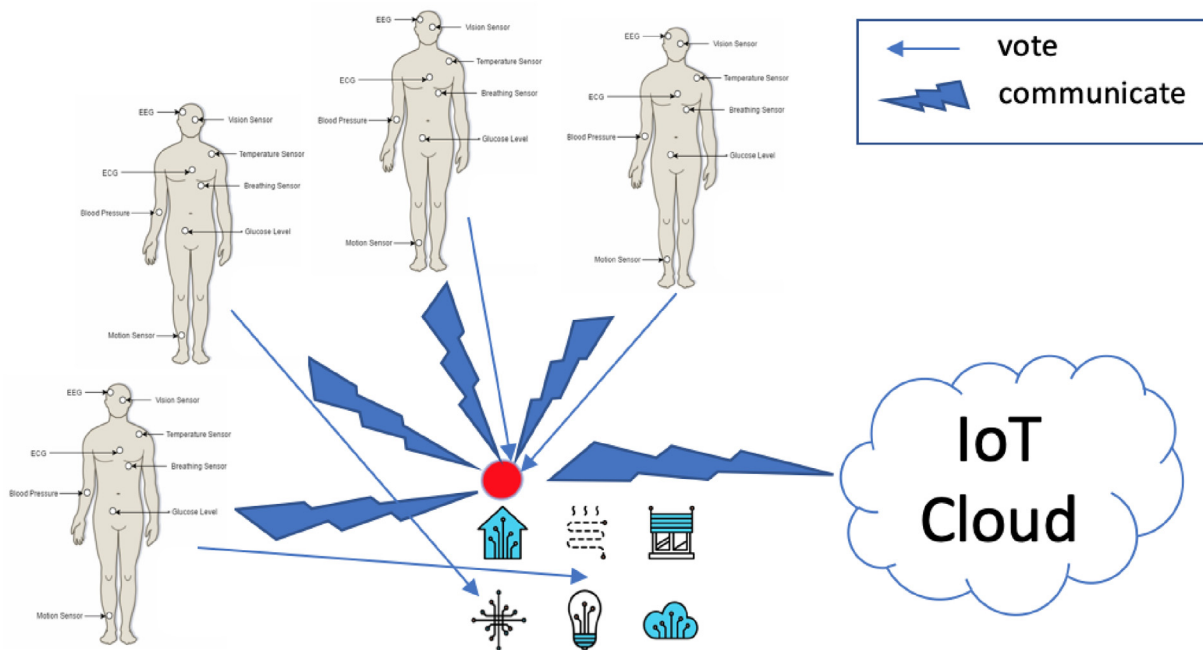 EEG
Vision Sensor
Temperature Sensor
ECG
Breathing Sensor
Blood Pressure
Glucose Level
Motion Sensor
EEG
Vision Sensor
Temperature Sensor
ECG
Breathing Sensor
Blood Pressure
Glucose Level
Motion Sensor
EEG
Vision Sensor
Temperature Sensor
ECG
Breathing Sensor
Blood Pressure
Glucose Level
Motion Sensor
EEG
Vision Sensor
Temperature Sensor
ECG
Breathing Sensor
Blood Pressure
Glucose Level
Motion Sensor
vote
communicate
IoT
Cloud